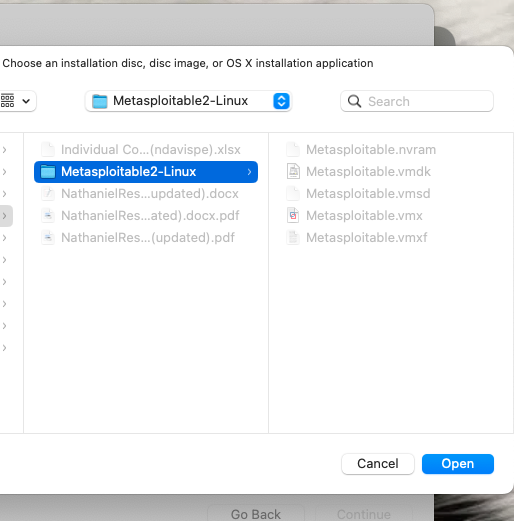 Choose an installation disc, disc image, or OS X installation application
Metasploitable2-Linux
Search
Individual Co...(ndavispe).xlsx
Metasploitable2-Linux
NathanielRes...updated).docx
NathanielRes...ated).docx.pdf
NathanielRes...(updated).pdf
Metasploitable.nvram
Metasploitable.vmdk
Metasploitable.vmsd
Metasploitable.vmx
Metasploitable.vmxf
Cancel
Open
Go Back
Continue